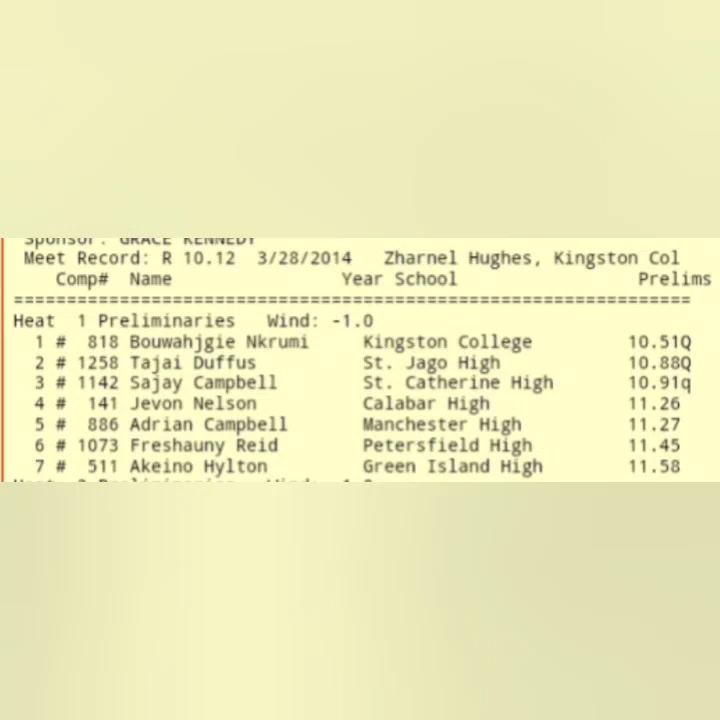 Sponsor: GRACE KENNEDY
Meet Record: R 10.12 3/28/2014 Zharnel Hughes, Kingston Col
Comp# Name Year School Prelims
================================================================
Heat 1 Preliminaries Wind: -1.0
1 # 818 Bouwahjgie Nkrumi Kingston College 10.51Q
2 # 1258 Tajai Duffus St. Jago High 10.88Q
3 # 1142 Sajay Campbell St. Catherine High 10.91q
4 # 141 Jevon Nelson Calabar High 11.26
5 # 886 Adrian Campbell Manchester High 11.27
6 # 1073 Freshauny Reid Petersfield High 11.45
7 # 511 Akeino Hylton Green Island High 11.58